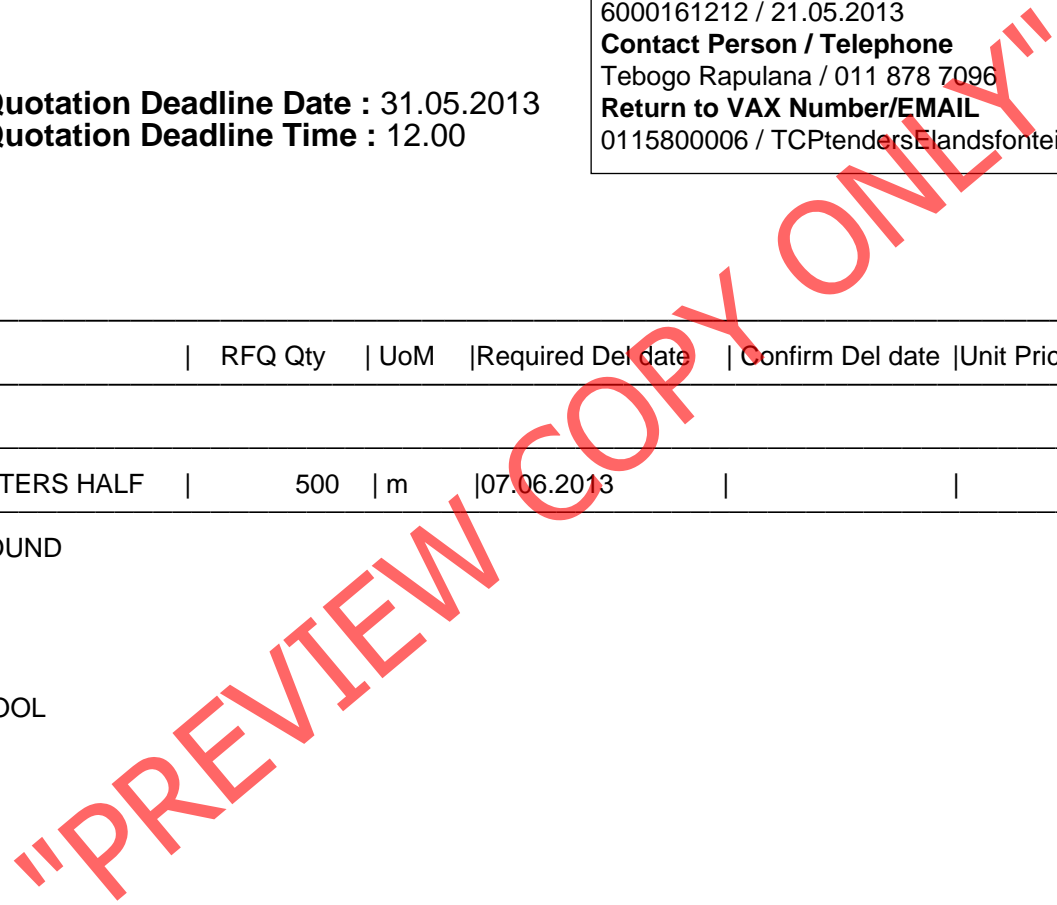 6000161212 / 21.05.2013
Contact Person / Telephone
Tebogo Rapulana / 011 878 7096
Return to VAX Number/EMAIL
0115800006 / TCPtendersElandsfontei
Quotation Deadline Date : 31.05.2013
Quotation Deadline Time : 12.00
| RFQ Qty | UoM |Required Del date | Confirm Del date |Unit Pric
TERS HALF | 500 | m |07.06.2013 | |
OUND
OOL
"PREVIEW COPY ONLY"